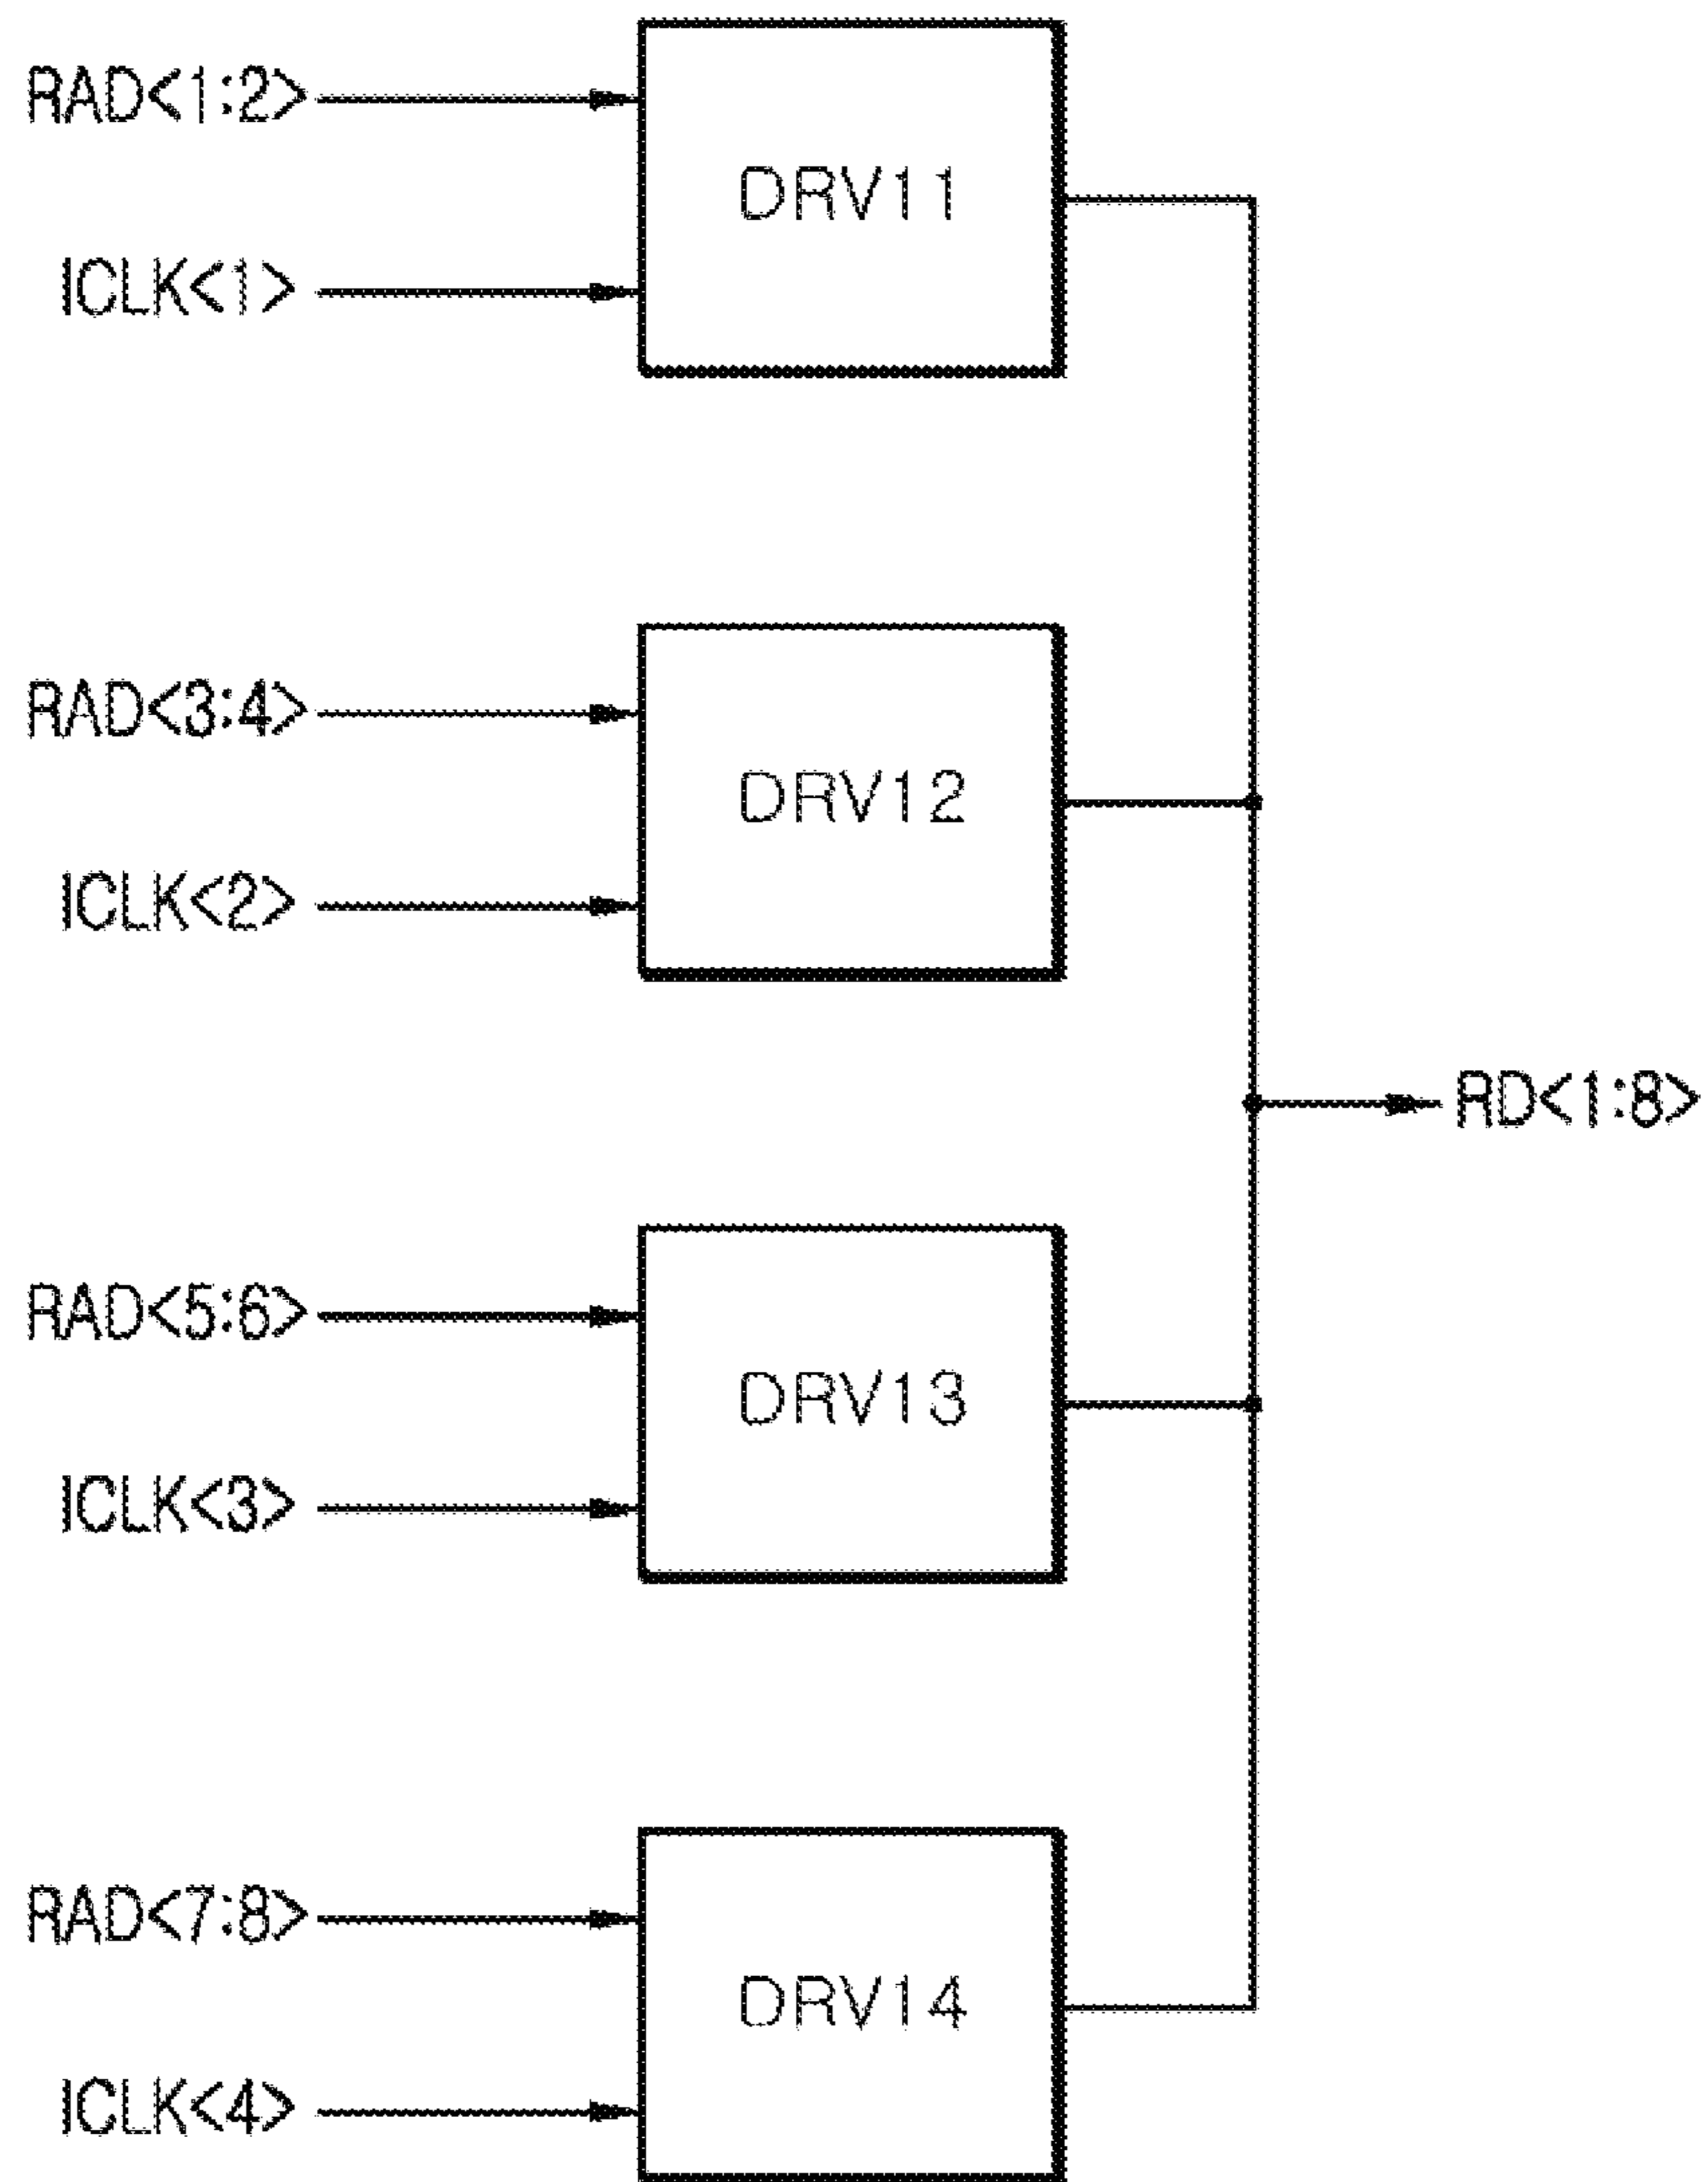 RAD<1:2>
DRV11
ICLK<1>
RAD<3:4>
DRV12
ICLK<2>
RD<1:8>
RAD<5:6>
DRV13
ICLK<3>
RAD<7:8>
DRV14
ICLK<4>